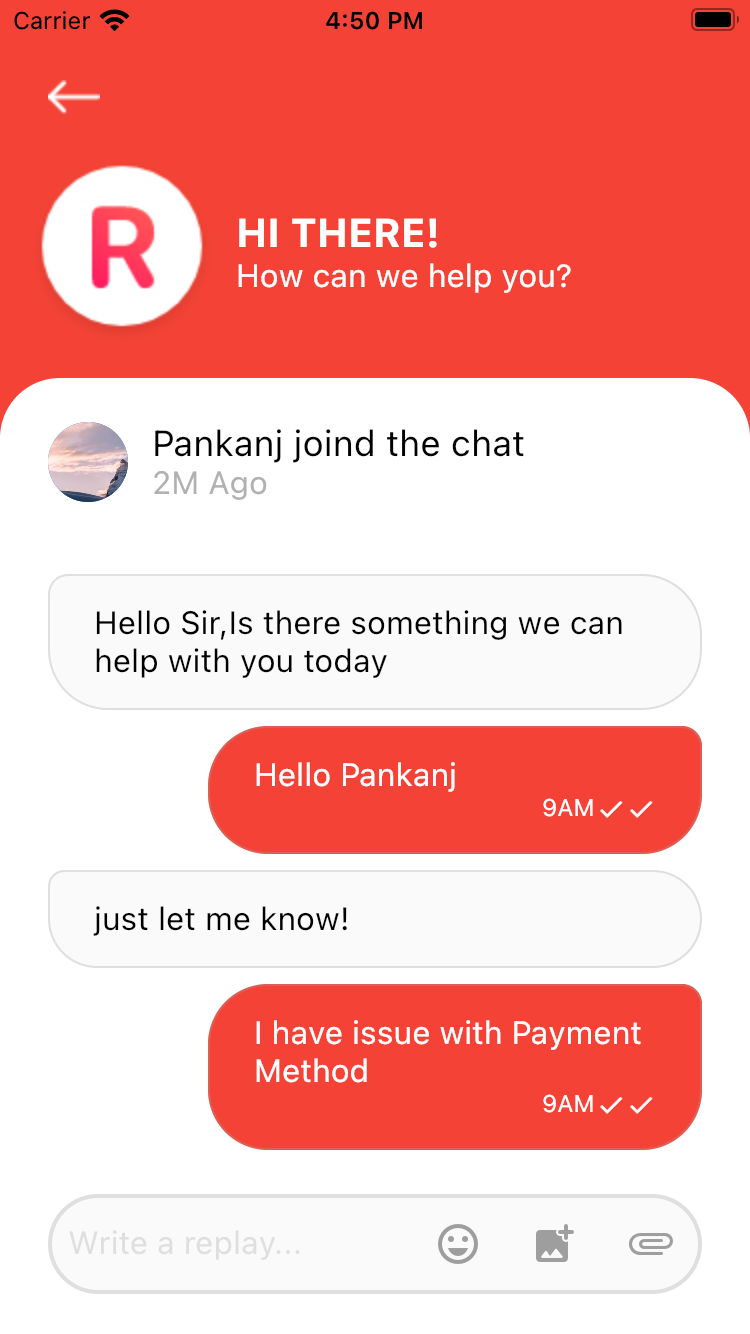 Carrier 4:50 PM
R
HI THERE!
How can we help you?
Pankanj joind the chat
2M Ago
Hello Sir,Is there something we can
help with you today
Hello Pankanj
9AM
just let me know!
I have issue with Payment
Method
9AM
Write a replay...